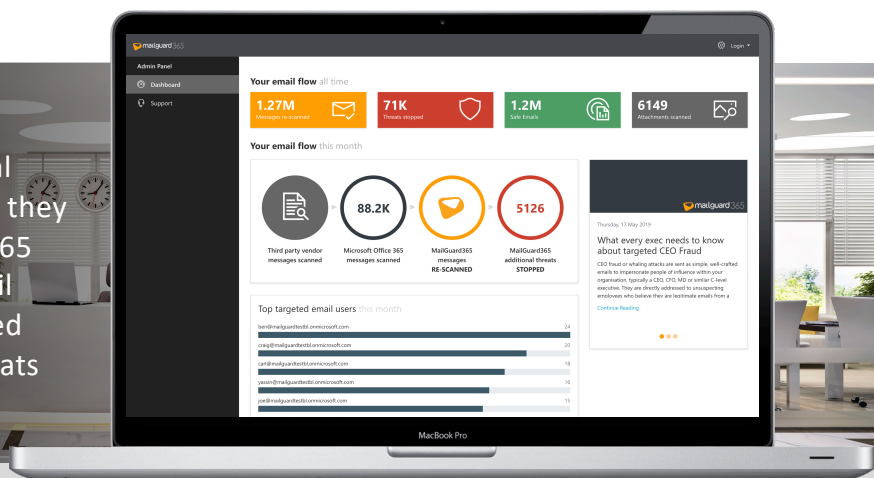 al
they
65
il
ed
ats
mailguard365
Login
Admin Panel
Dashboard
Support
Your email flow all time
1.27M
Messages re-scanned
71K
Threats stopped
1.2M
Safe Emails
6149
Attachments scanned
Your email flow this month
88.2K
5126
Third party vendor
messages scanned
Microsoft Office 365
messages scanned
MailGuard365
messages
RE-SCANNED
MailGuard365
additional threats
STOPPED
Top targeted email users this month
ben@mailguardtestbl.onmicrosoft.com 24
craig@mailguardtestbl.onmicrosoft.com 20
carl@mailguardtestbl.onmicrosoft.com 18
yassin@mailguardtestbl.onmicrosoft.com 16
joe@mailguardtestbl.onmicrosoft.com 15
mailguard365
Thursday, 17 May 2019
What every exec needs to know
about targeted CEO Fraud
CEO fraud or whaling attacks are sent as simple, well-crafted
emails to impersonate people of influence within your
organisation, typically a CEO, CFO, MD or similar C-level
executive. They are directly addressed to unsuspecting
employees who believe they are legitimate emails from a
Continue Reading
MacBook Pro